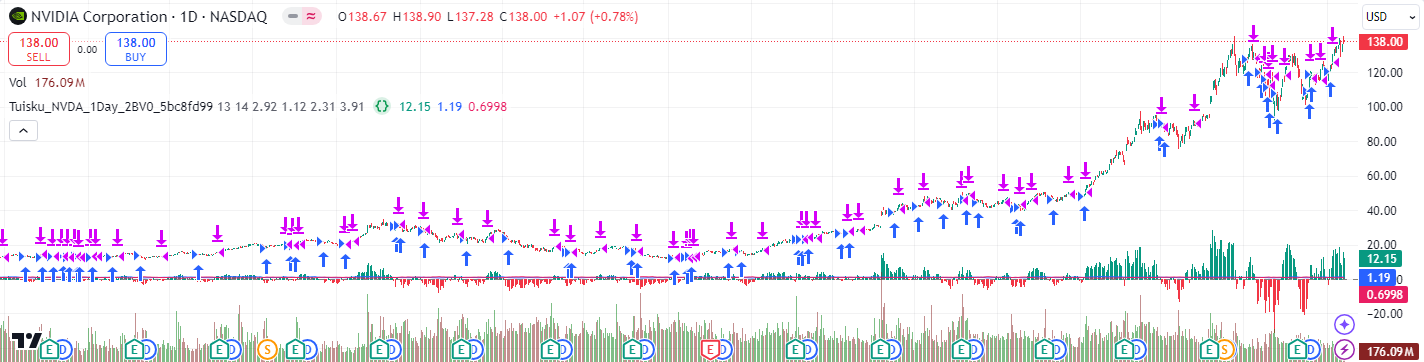 NVIDIA Corporation · 1D · NASDAQ O138.67 H138.90 L137.28 C138.00 +1.07 (+0.78%)
USD
138.00 SELL 0.00 138.00 BUY
138.00
Vol 176.09M
120.00
Tuisku_NVDA_1Day_2BV0_5bc8fd99 13 14 2.92 1.12 2.31 3.91 {} 12.15 1.19 0.6998
100.00
80.00
60.00
40.00
20.00
12.15
1.19
0.6998
−20.00
E D E D E D S E D E D E D E D E D E D E D E D E D E D E S E D
176.09M